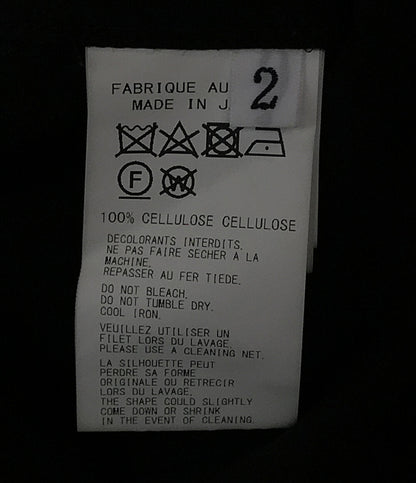 FABRIQUE AU
MADE IN J
2
F
W
100% CELLULOSE CELLULOSE
DECOLORANTS INTERDITS.
NE PAS FAIRE SECHER A LA
MACHINE.
REPASSER AU FER TIEDE.
DO NOT BLEACH.
DO NOT TUMBLE DRY.
COOL IRON.
VEUILLEZ UTILISER UN
FILET LORS DU LAVAGE.
PLEASE USE A CLEANING NET.
LA SILHOUETTE PEUT
PERDRE SA FORME
ORIGINALE OU RETRECIR
LORS DU LAVAGE.
THE SHAPE COULD SLIGHTLY
COME DOWN OR SHRINK
IN THE EVENT OF CLEANING.